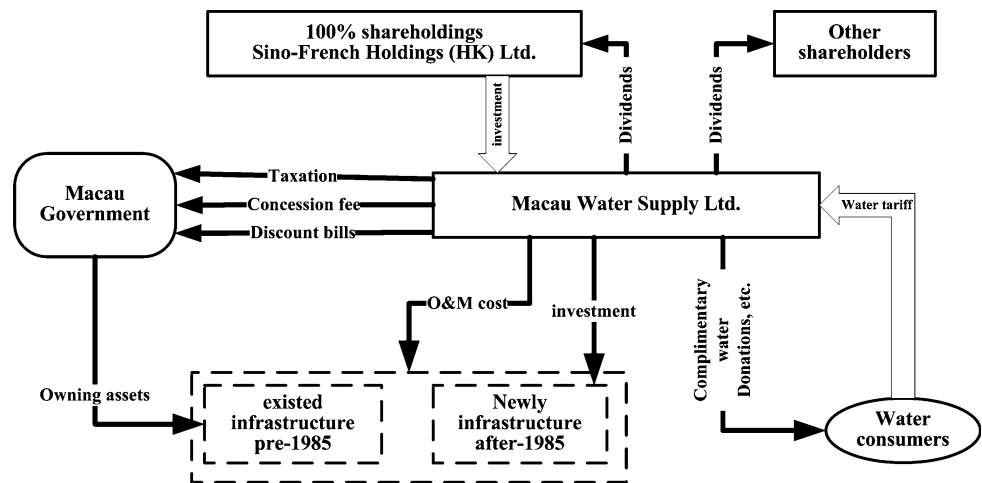 100% shareholdings
Sino-French Holdings (HK) Ltd.
Other
shareholders
investment
Dividends
Dividends
Macau
Government
Taxation
Concession fee
Discount bills
Macau Water Supply Ltd.
Water tariff
O&M cost
investment
Complimentary
water
Donations, etc.
Owning assets
existed
infrastructure
pre-1985
Newly
infrastructure
after-1985
Water
consumers